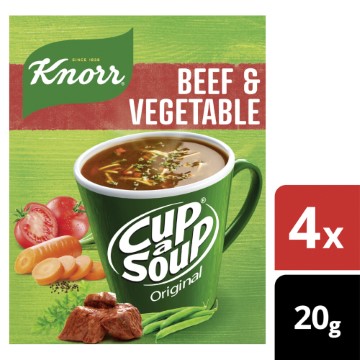 SINCE 1838
Knorr
BEEF &
VEGETABLE
CUP
a
SOUP
Original
4x
20g